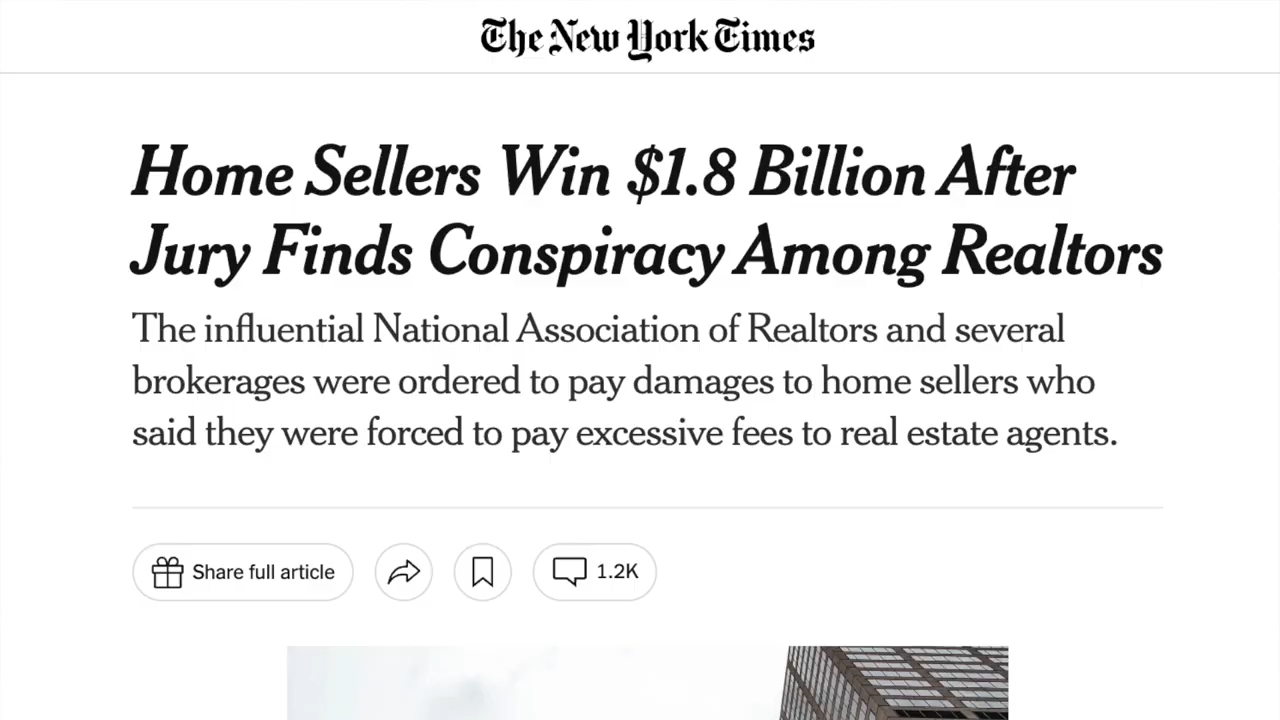 The New York Times
Home Sellers Win $1.8 Billion After
Jury Finds Conspiracy Among Realtors
The influential National Association of Realtors and several
brokerages were ordered to pay damages to home sellers who
said they were forced to pay excessive fees to real estate agents.
Share full article
1.2K